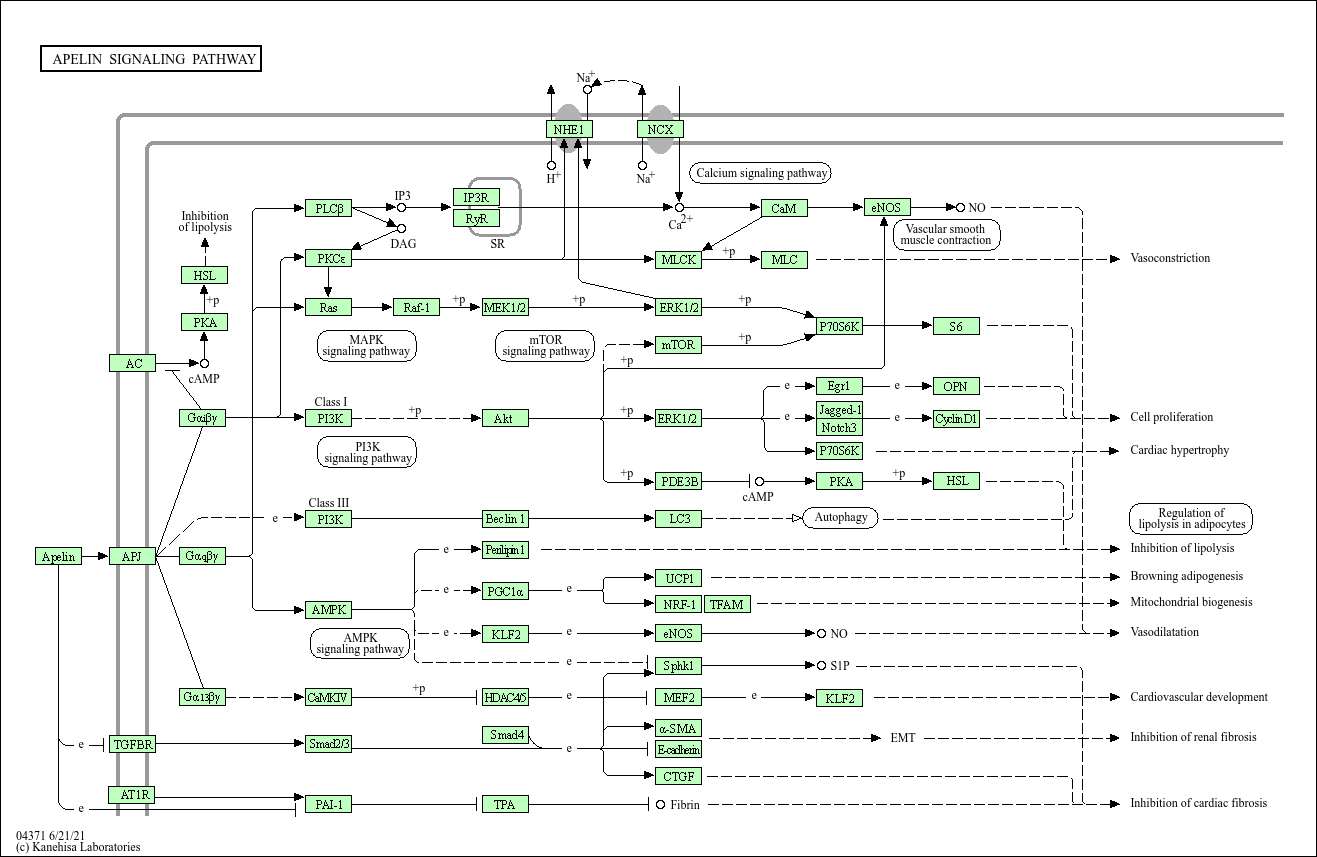 APELIN SIGNALING PATHWAY
Na+
NHE1
NCX
H+
Na+
Calcium signaling pathway
Inhibition
of lipolysis
PLCβ
IP3
IP3R
RyR
SR
DAG
Ca2+
CaM
eNOS
NO
Vascular smooth
muscle contraction
HSL
+p
PKA
PKCε
MLCK
+p
MLC
Vasoconstriction
Ras
Raf-1
+p
MEK1/2
+p
ERK1/2
+p
P70S6K
S6
MAPK
signaling pathway
mTOR
signaling pathway
mTOR
+p
+p
AC
cAMP
Egr1
e
e
OPN
Gαiβγ
Class I
PI3K
+p
Akt
+p
ERK1/2
e
Jagged-1
Notch3
e
CyclinD1
Cell proliferation
PI3K
signaling pathway
P70S6K
Cardiac hypertrophy
+p
PDE3B
cAMP
PKA
+p
HSL
Class III
e
PI3K
Beclin 1
LC3
Autophagy
Regulation of
lipolysis in adipocytes
Apelin
APJ
Gαqβγ
e
Perilipin1
Inhibition of lipolysis
e
PGC1α
e
UCP1
Browning adipogenesis
AMPK
NRF-1
TFAM
Mitochondrial biogenesis
AMPK
signaling pathway
e
KLF2
e
eNOS
NO
Vasodilatation
e
Sphk1
S1P
Gα13βγ
CaMKIV
+p
HDAC4/5
e
MEF2
e
KLF2
Cardiovascular development
e
TGFBR
Smad2/3
Smad4
e
α-SMA
E-cadherin
EMT
Inhibition of renal fibrosis
CTGF
AT1R
e
PAI-1
TPA
Fibrin
Inhibition of cardiac fibrosis
04371 6/21/21
(c) Kanehisa Laboratories